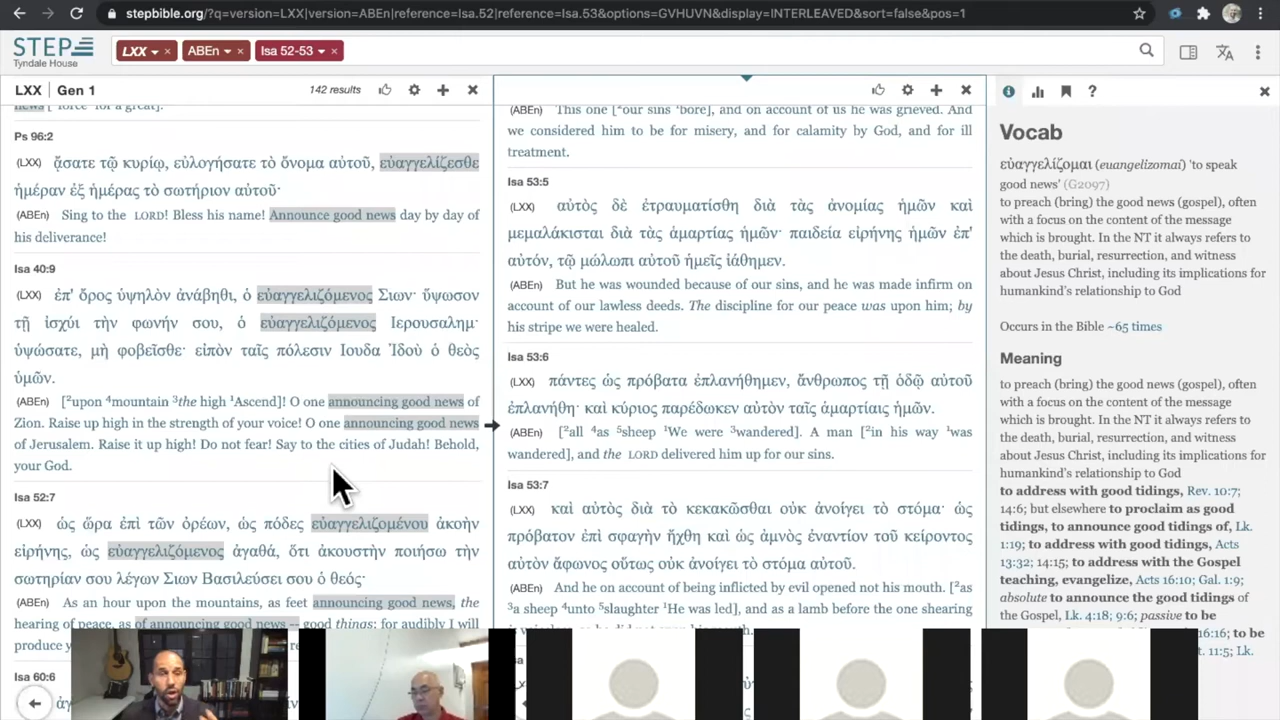 stepbible.org/?q=version=LXX|version=ABEn|reference=Isa.52|reference=Isa.53&options=GVHUVN&display=INTERLEAVED&sort=false&pos=1
STEP
Tyndale House
LXX ABEn Isa 52-53
LXX Gen 1 142 results
news [ force for a great].
Ps 96:2
(LXX) ᾄσατε τῷ κυρίῳ, εὐλογήσατε τὸ ὄνομα αὐτοῦ, εὐαγγελίζεσθε
ἡμέραν ἐξ ἡμέρας τὸ σωτήριον αὐτοῦ·
(ABEn) Sing to the LORD! Bless his name! Announce good news day by day of
his deliverance!
Isa 40:9
(LXX) ἐπ' ὄρος ὑψηλὸν ἀνάβηθι, ὁ εὐαγγελιζόμενος Σιων· ὕψωσον
τῇ ἰσχύι τὴν φωνήν σου, ὁ εὐαγγελιζόμενος Ιερουσαλημ·
ὑψώσατε, μὴ φοβεῖσθε· εἰπὸν ταῖς πόλεσιν Ιουδα Ἰδοὺ ὁ θεὸς
ὑμῶν.
(ABEn) [²upon ⁴mountain ³the high ¹Ascend]! O one announcing good news of
Zion. Raise up high in the strength of your voice! O one announcing good news
of Jerusalem. Raise it up high! Do not fear! Say to the cities of Judah! Behold,
your God.
Isa 52:7
(LXX) ὡς ὥρα ἐπὶ τῶν ὀρέων, ὡς πόδες εὐαγγελιζομένου ἀκοὴν
εἰρήνης, ὡς εὐαγγελιζόμενος ἀγαθά, ὅτι ἀκουστὴν ποιήσω τὴν
σωτηρίαν σου λέγων Σιων Βασιλεύσει σου ὁ θεός·
(ABEn) As an hour upon the mountains, as feet announcing good news, the
hearing of peace, as of announcing good news -- good things: for audibly I will
produce y
Isa 60:6
(ABEn) This one [²our sins ¹bore], and on account of us he was grieved. And
we considered him to be for misery, and for calamity by God, and for ill
treatment.
Isa 53:5
(LXX) αὐτὸς δὲ ἐτραυματίσθη διὰ τὰς ἀνομίας ἡμῶν καὶ
μεμαλάκισται διὰ τὰς ἁμαρτίας ἡμῶν· παιδεία εἰρήνης ἡμῶν ἐπ'
αὐτόν, τῷ μώλωπι αὐτοῦ ἡμεῖς ἰάθημεν.
(ABEn) But he was wounded because of our sins, and he was made infirm on
account of our lawless deeds. The discipline for our peace was upon him; by
his stripe we were healed.
Isa 53:6
(LXX) πάντες ὡς πρόβατα ἐπλανήθημεν, ἄνθρωπος τῇ ὁδῷ αὐτοῦ
ἐπλανήθη· καὶ κύριος παρέδωκεν αὐτὸν ταῖς ἁμαρτίαις ἡμῶν.
(ABEn) [²all ⁴as ⁵sheep ¹We were ³wandered]. A man [²in his way ¹was
wandered], and the LORD delivered him up for our sins.
Isa 53:7
(LXX) καὶ αὐτὸς διὰ τὸ κεκακῶσθαι οὐκ ἀνοίγει τὸ στόμα· ὡς
πρόβατον ἐπὶ σφαγὴν ἤχθη καὶ ὡς ἀμνὸς ἐναντίον τοῦ κείροντος
αὐτὸν ἄφωνος οὕτως οὐκ ἀνοίγει τὸ στόμα αὐτοῦ.
(ABEn) And he on account of being inflicted by evil opened not his mouth. [²as
³a sheep ⁴unto ⁵slaughter ¹He was led], and as a lamb before the one shearing
Vocab
εὐαγγελίζομαι (euangelizomai) 'to speak
good news' (G2097)
to preach (bring) the good news (gospel), often
with a focus on the content of the message
which is brought. In the NT it always refers to
the death, burial, resurrection, and witness
about Jesus Christ, including its implications for
humankind's relationship to God
Occurs in the Bible ~65 times
Meaning
to preach (bring) the good news (gospel), often
with a focus on the content of the message
which is brought. In the NT it always refers to
the death, burial, resurrection, and witness
about Jesus Christ, including its implications for
humankind's relationship to God
to address with good tidings, Rev. 10:7;
14:6; but elsewhere to proclaim as good
tidings, to announce good tidings of, Lk.
1:19; to address with good tidings, Acts
13:32; 14:15; to address with the Gospel
teaching, evangelize, Acts 16:10; Gal. 1:9;
absolute to announce the good tidings of
the Gospel, Lk. 4:18; 9:6; passive to be
16:16; to be
t. 11:5; Lk.